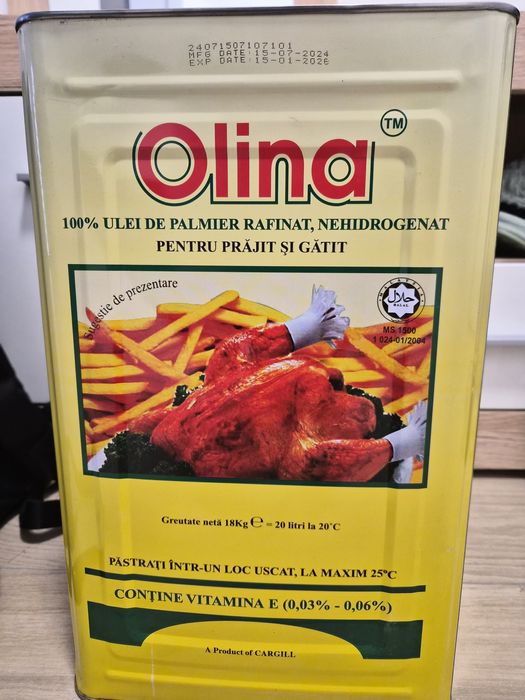 24071507107101
MFG DATE:15-07-2024
EXP DATE:15-01-2026
Olina
TM
100% ULEI DE PALMIER RAFINAT, NEHIDROGENAT
PENTRU PRĂJIT ŞI GĂTIT
Sugestie de prezentare
حلال
HALAL
MS 1500
1 024-01/2004
Greutate netă 18Kg ℮ = 20 litri la 20°C
PĂSTRAȚI ÎNTR-UN LOC USCAT, LA MAXIM 25°C
CONȚINE VITAMINA E (0,03% - 0,06%)
A Product of CARGILL